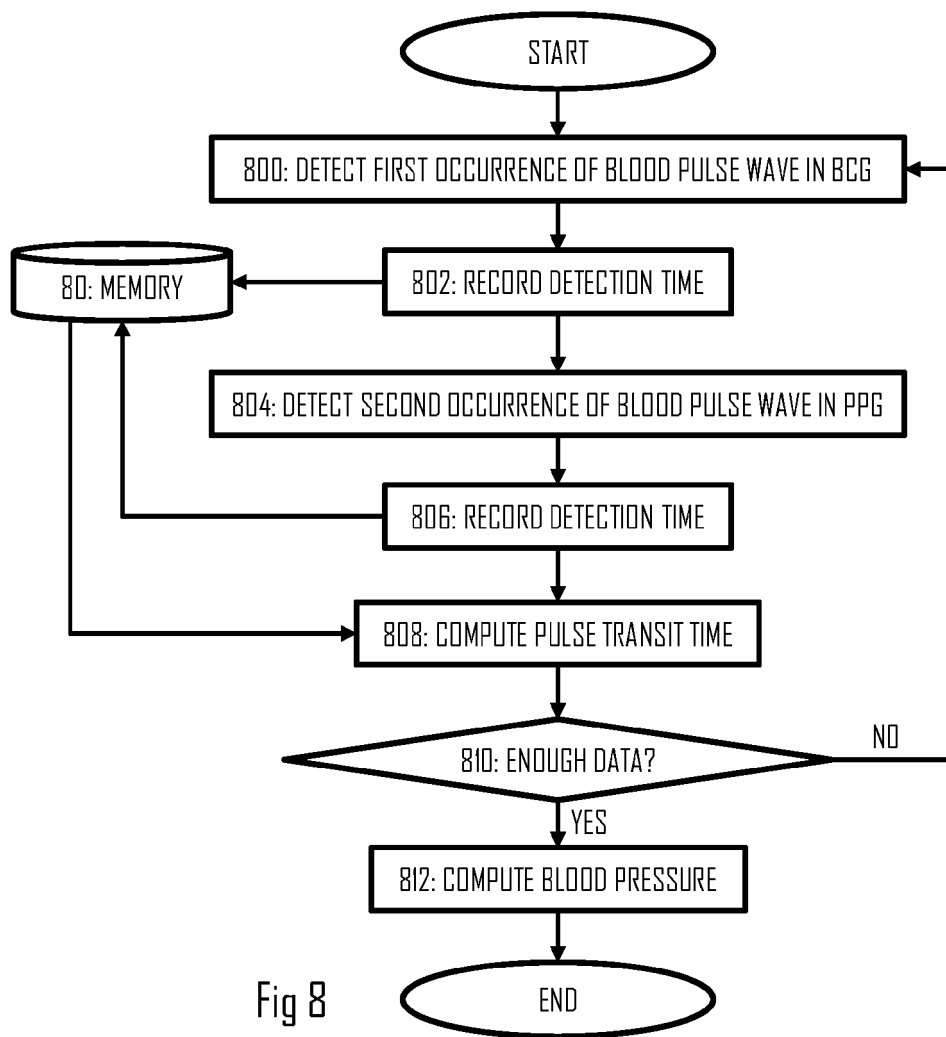 START
800: DETECT FIRST OCCURRENCE OF BLOOD PULSE WAVE IN BCG
80: MEMORY
802: RECORD DETECTION TIME
804: DETECT SECOND OCCURRENCE OF BLOOD PULSE WAVE IN PPG
806: RECORD DETECTION TIME
808: COMPUTE PULSE TRANSIT TIME
810: ENOUGH DATA?
NO
YES
812: COMPUTE BLOOD PRESSURE
END
Fig 8